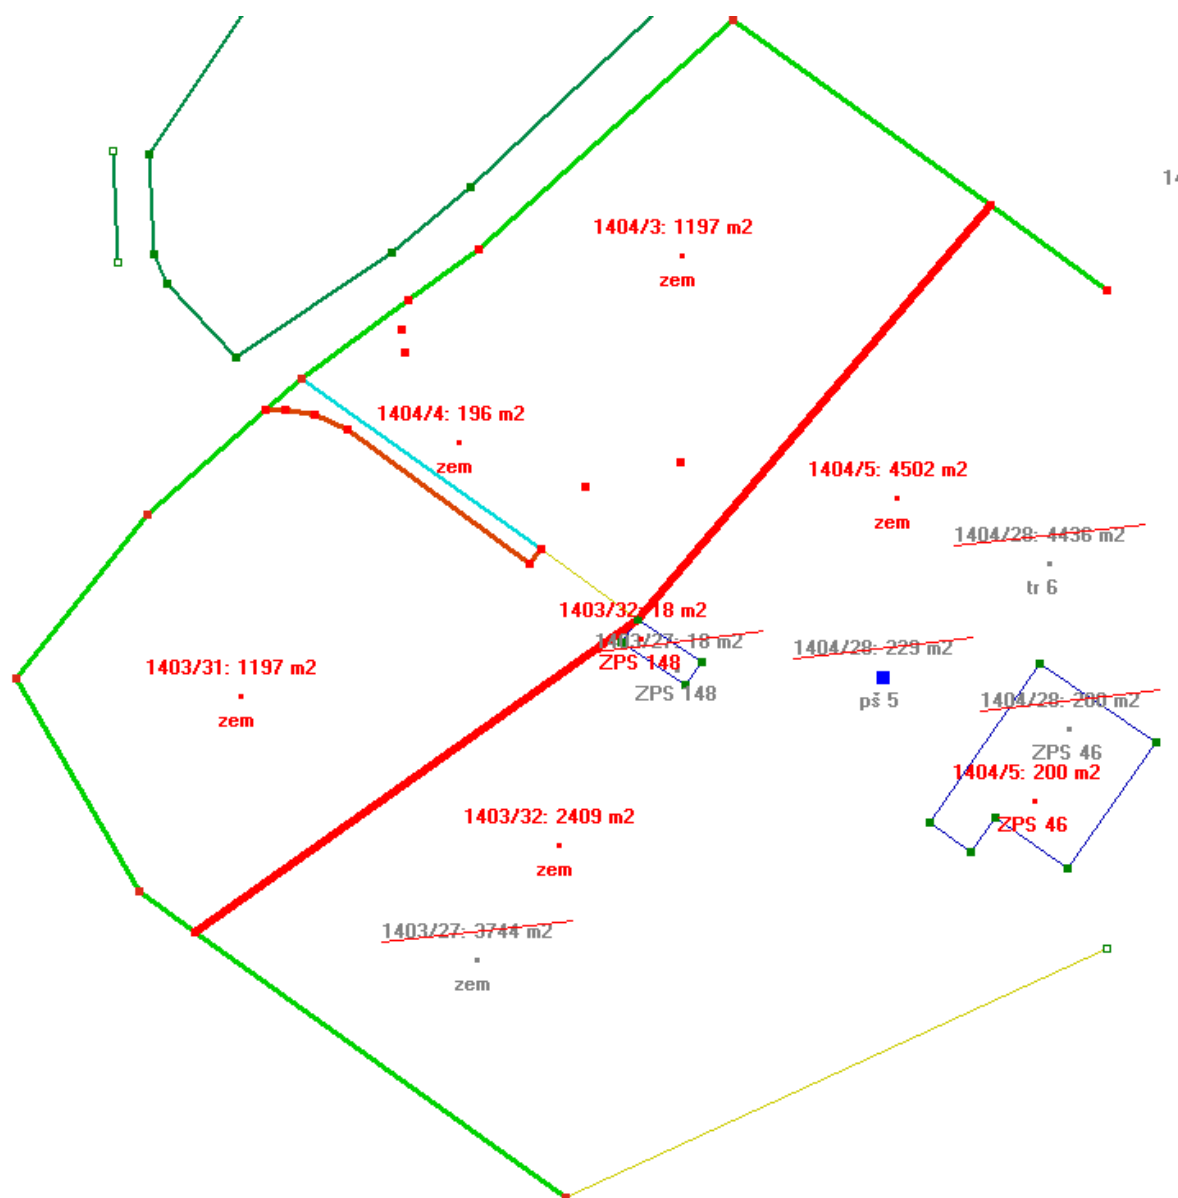 14
1404/3: 1197 m2
zem
1404/4: 196 m2
zem
1404/5: 4502 m2
zem
1404/28: 4436 m2
tr 6
1403/32: 18 m2
1403/27: 18 m2
ZPS 148
ZPS 148
1404/28: 229 m2
pš 5
1403/31: 1197 m2
zem
1404/28: 200 m2
ZPS 46
1404/5: 200 m2
ZPS 46
1403/32: 2409 m2
zem
1403/27: 3744 m2
zem